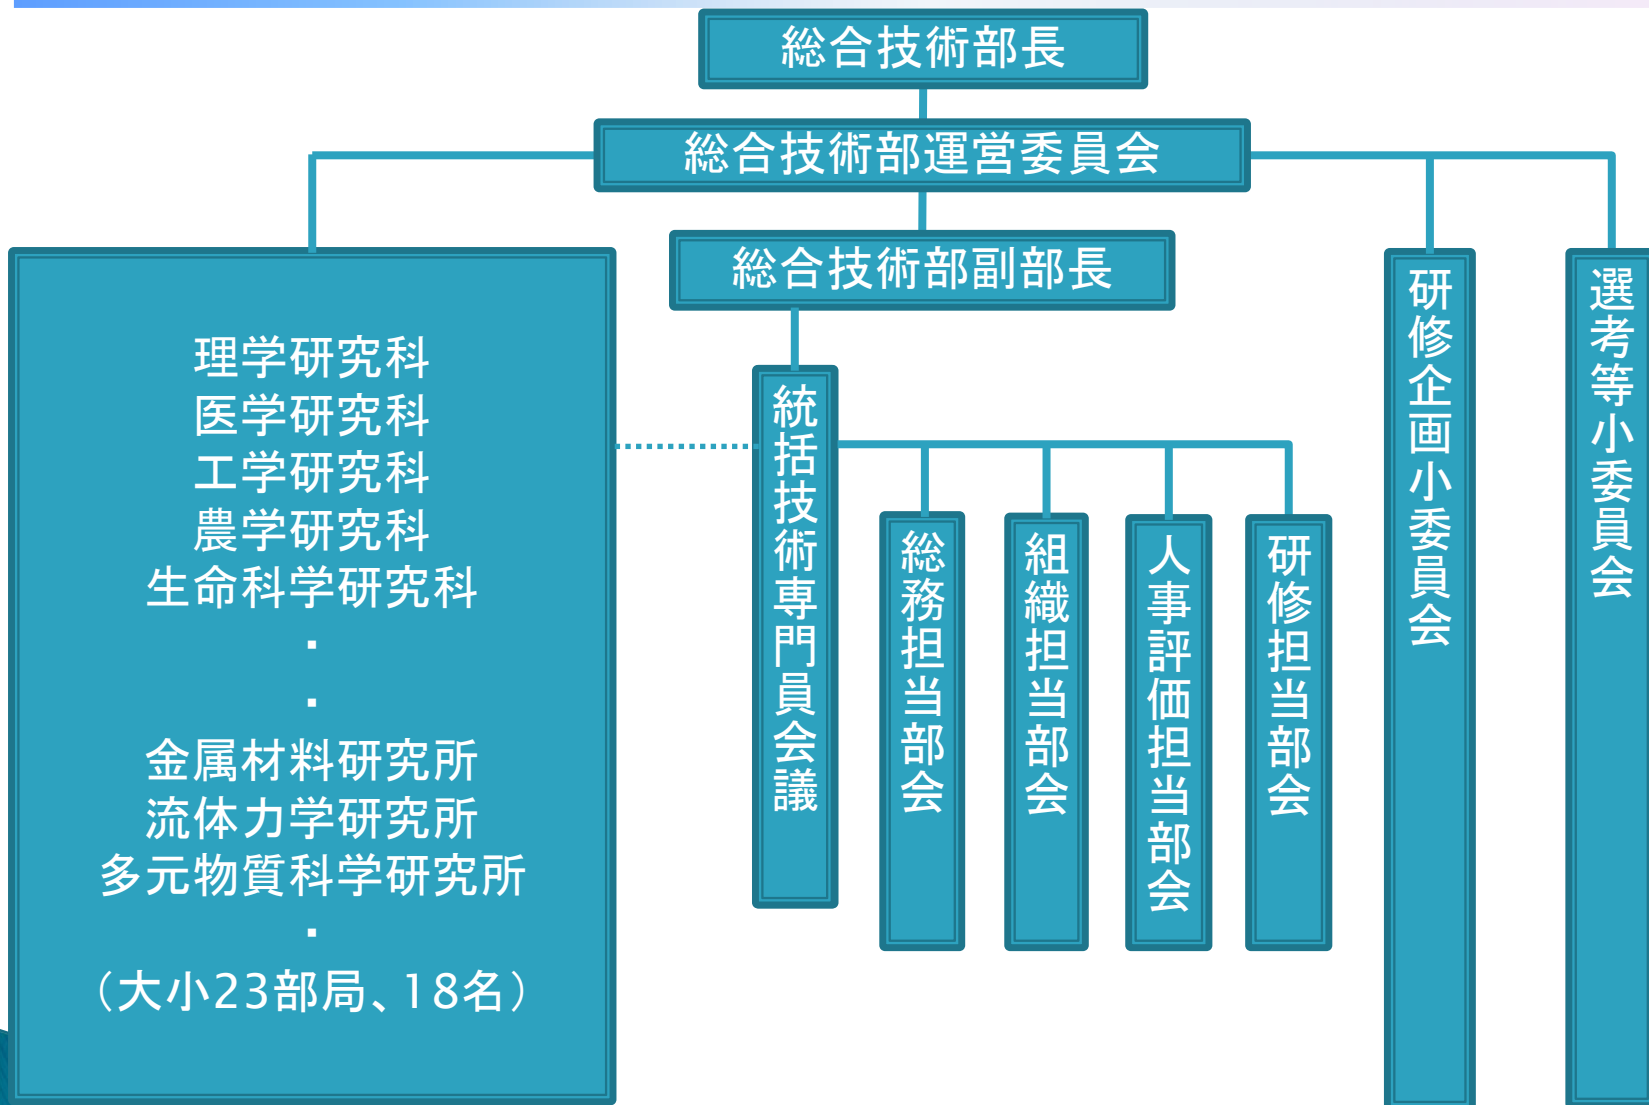 総合技術部長
総合技術部運営委員会
総合技術部副部長
理学研究科
医学研究科
工学研究科
農学研究科
生命科学研究科
・
・
金属材料研究所
流体力学研究所
多元物質科学研究所
・
（大小23部局、18名）
統括技術専門員会議
総務担当部会
組織担当部会
人事評価担当部会
研修担当部会
研修企画小委員会
選考等小委員会